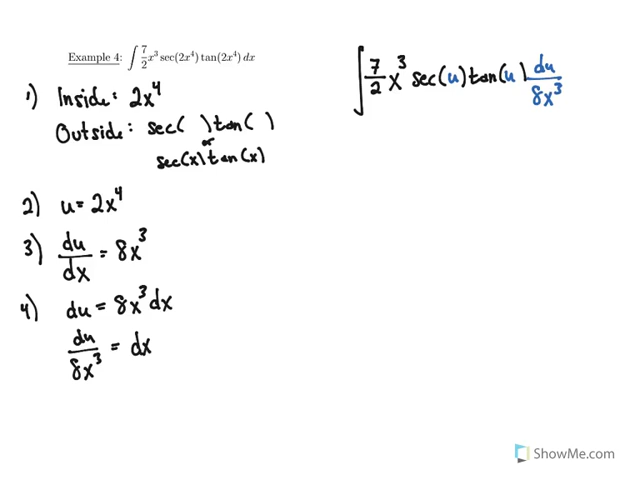 Example 4: ∫ 7/2 x³ sec(2x⁴) tan(2x⁴) dx
1) Inside: 2x⁴
Outside: sec( )tan( )
or
sec(x)tan(x)
2) u = 2x⁴
3) du/dx = 8x³
4) du = 8x³dx
du/8x³ = dx
∫ 7/2 x³ sec(u)tan(u) du/8x³
ShowMe.com